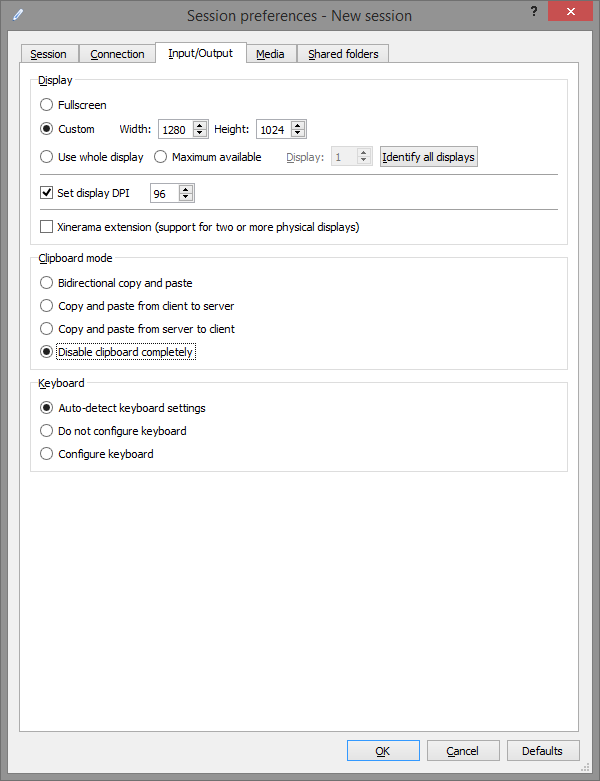 Session preferences - New session
?
Session Connection Input/Output Media Shared folders
Display
Fullscreen
Custom Width: 1280 Height: 1024
Use whole display Maximum available Display: 1 Identify all displays
Set display DPI 96
Xinerama extension (support for two or more physical displays)
Clipboard mode
Bidirectional copy and paste
Copy and paste from client to server
Copy and paste from server to client
Disable clipboard completely
Keyboard
Auto-detect keyboard settings
Do not configure keyboard
Configure keyboard
OK Cancel Defaults